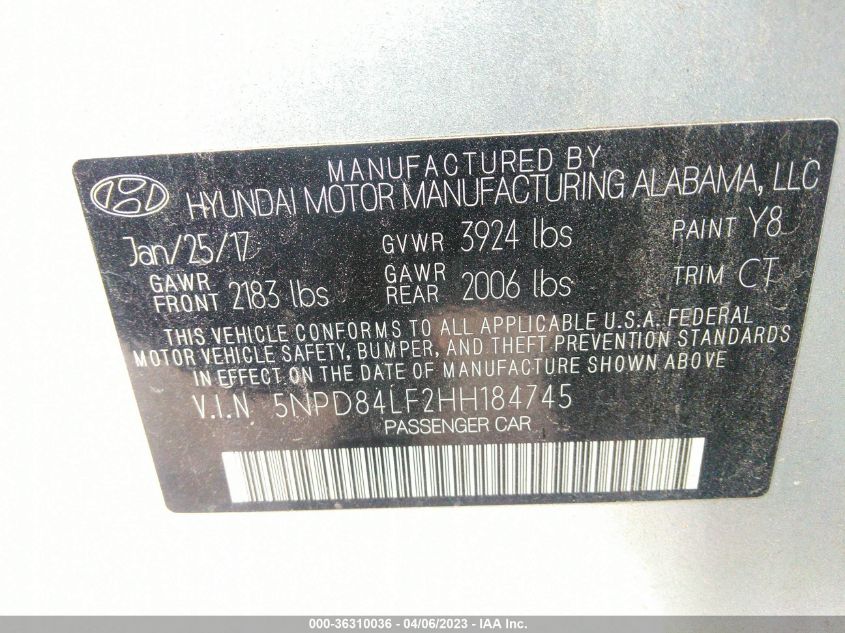 MANUFACTURED BY
HYUNDAI MOTOR MANUFACTURING ALABAMA, LLC
Jan/25/17 GVWR 3924 lbs PAINT Y8
GAWR FRONT 2183 lbs GAWR REAR 2006 lbs TRIM CT
THIS VEHICLE CONFORMS TO ALL APPLICABLE U.S.A. FEDERAL
MOTOR VEHICLE SAFETY, BUMPER, AND THEFT PREVENTION STANDARDS
IN EFFECT ON THE DATE OF MANUFACTURE SHOWN ABOVE
V.I.N 5NPD84LF2HH184745
PASSENGER CAR
000-36310036 - 04/06/2023 - IAA Inc.